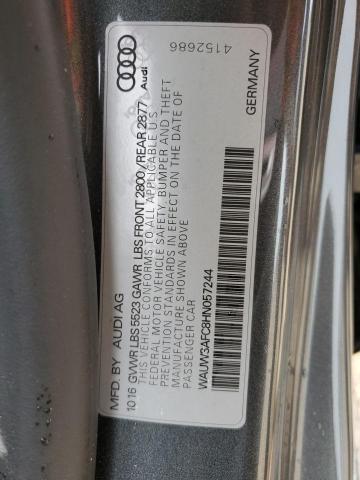 MFD. BY AUDI AG
Audi
1016 GVWR LBS 5523 GAWR LBS FRONT 2800 / REAR 2877
THIS VEHICLE CONFORMS TO ALL APPLICABLE U.S
FEDERAL MOTOR VEHICLE SAFETY, BUMPER AND THEFT
PREVENTION STANDARDS IN EFFECT ON THE DATE OF
MANUFACTURE SHOWN ABOVE
PASSENGER CAR
WAUW3AFC8HN057244
4152686
GERMANY